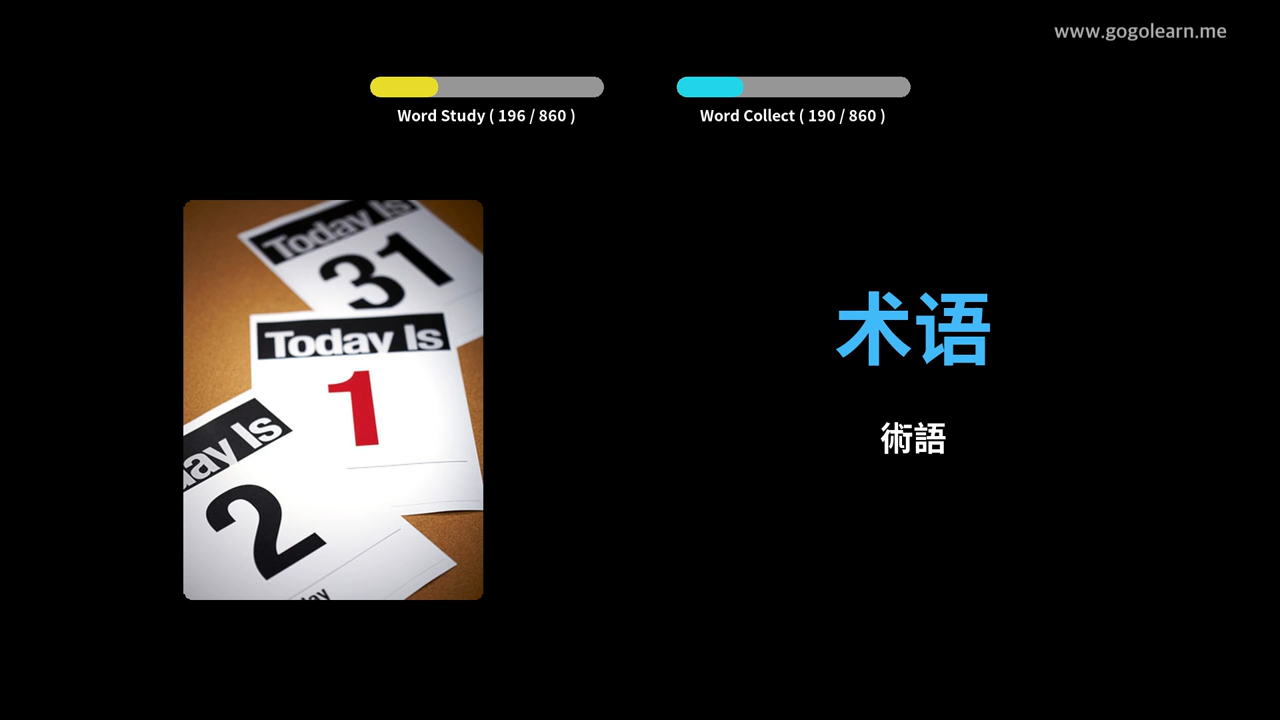 www.gogolearn.me
Word Study ( 196 / 860 )
Word Collect ( 190 / 860 )
Today Is
31
Today Is
1
ay Is
2
ay
术语
術語